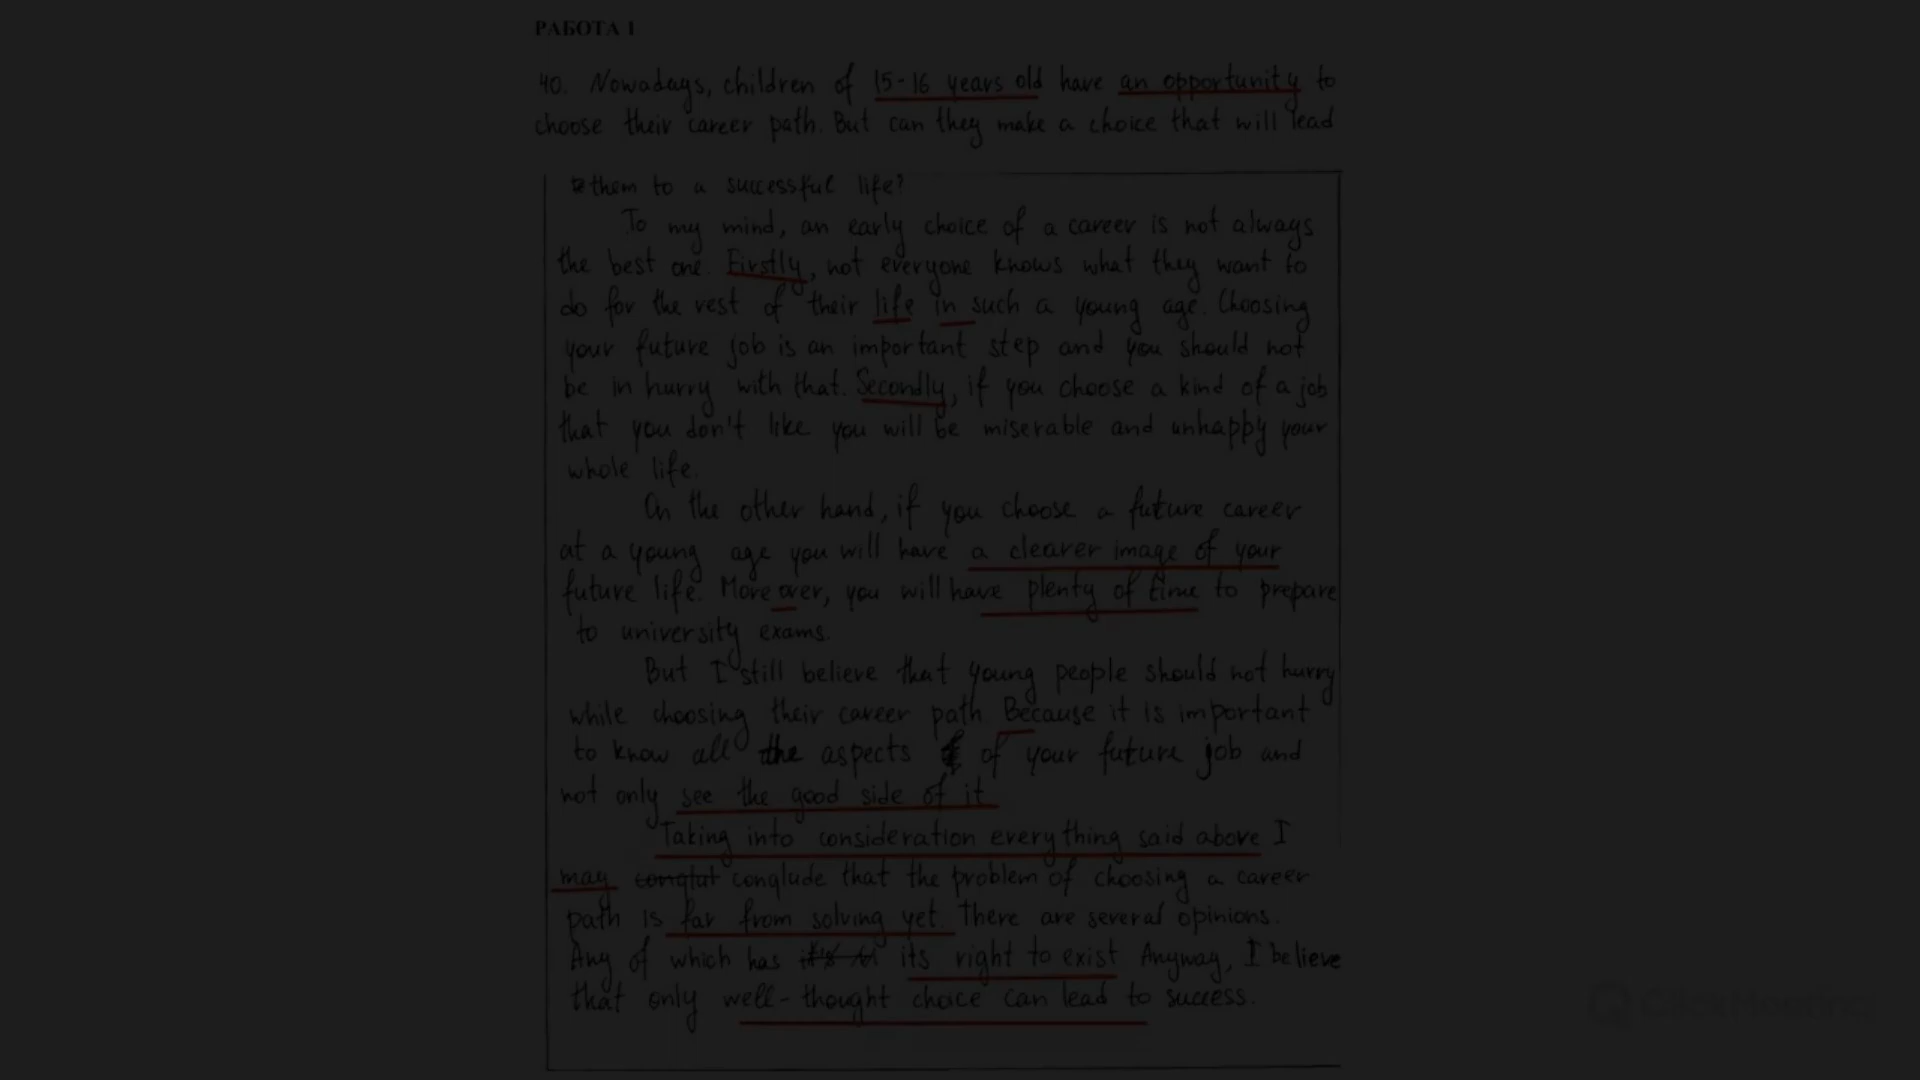 РАБОТА 1
40. Nowadays, children of 15-16 years old have an opportunity to
choose their career path. But can they make a choice that will lead
them to a successful life?
To my mind, an early choice of a career is not always
the best one. Firstly, not everyone knows what they want to
do for the rest of their life in such a young age. Choosing
your future job is an important step and you should not
be in hurry with that. Secondly, if you choose a kind of a job
that you don't like you will be miserable and unhappy your
whole life.
On the other hand, if you choose a future career
at a young age you will have a clearer image of your
future life. More over, you will have plenty of time to prepare
to university exams.
But I still believe that young people should not hurry
while choosing their career path. Because it is important
to know all the aspects of your future job and
not only see the good side of it
Taking into consideration everything said above I
may conglut conglude that the problem of choosing a career
path is far from solving yet. There are several opinions.
Any of which has it's its right to exist Anyway, I believe
that only well-thought choice can lead to success.